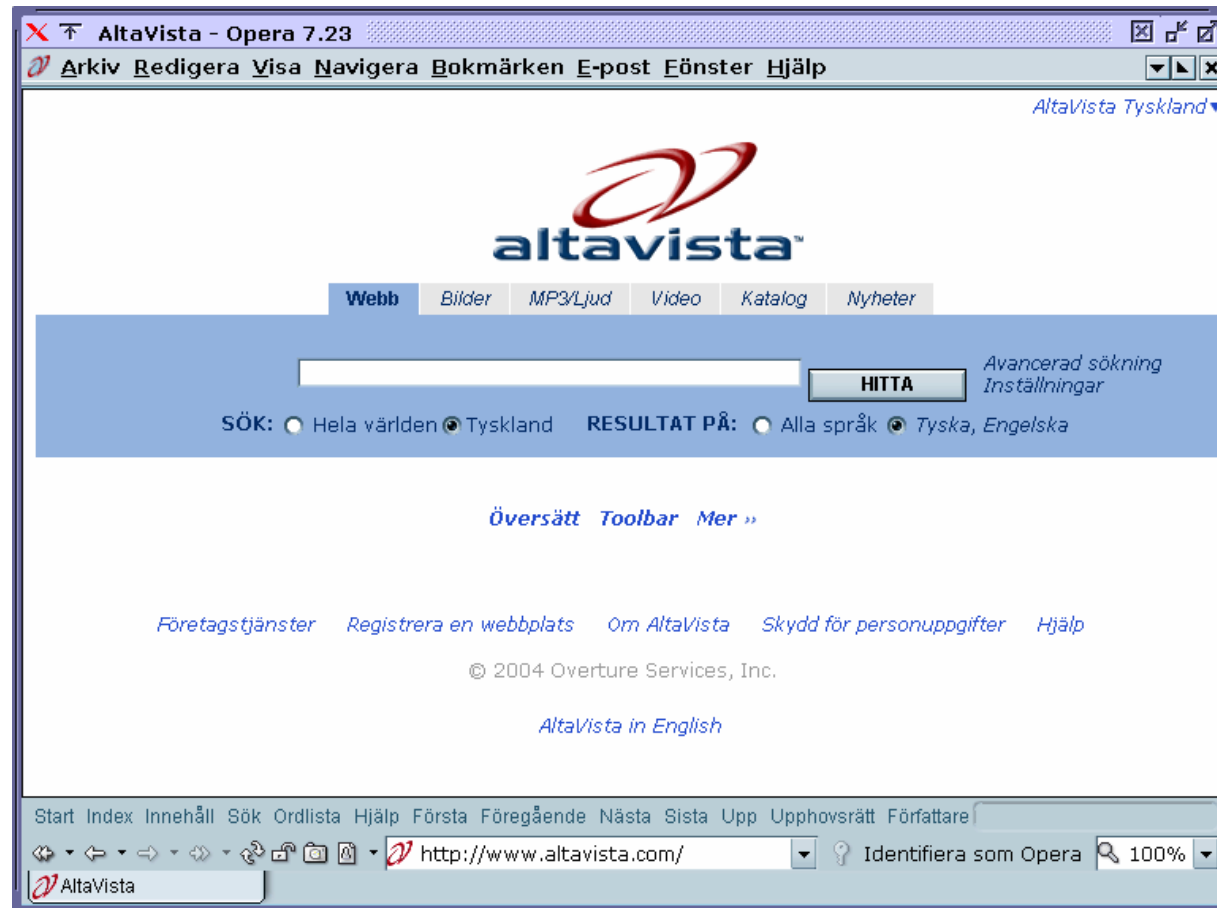 AltaVista - Opera 7.23
Arkiv Redigera Visa Navigera Bokmärken E-post Fönster Hjälp
AltaVista Tyskland
altavista™
Webb Bilder MP3/Ljud Video Katalog Nyheter
Avancerad sökning
HITTA Inställningar
SÖK: Hela världen Tyskland RESULTAT PÅ: Alla språk Tyska, Engelska
Översätt Toolbar Mer ››
Företagstjänster Registrera en webbplats Om AltaVista Skydd för personuppgifter Hjälp
© 2004 Overture Services, Inc.
AltaVista in English
Start Index Innehåll Sök Ordlista Hjälp Första Föregående Nästa Sista Upp Upphovsrätt Författare
http://www.altavista.com/ Identifiera som Opera 100%
AltaVista